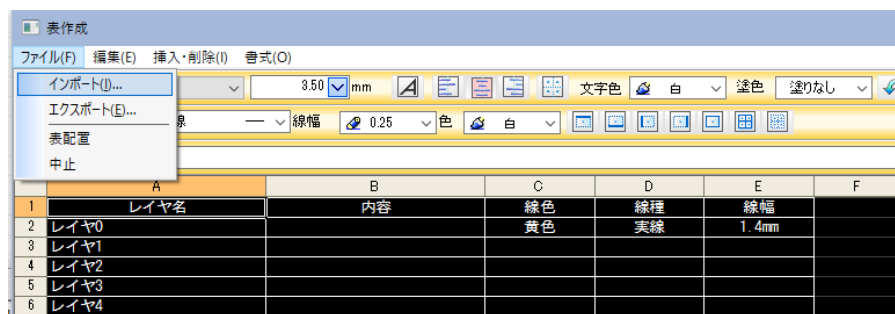 表作成
ファイル(F) 編集(E) 挿入・削除(I) 書式(O)
インポート(I)...
エクスポート(E)...
表配置
中止
3.50 mm A 文字色 白 塗色 塗りなし
線 線幅 0.25 色 白
A B C D E F
1 レイヤ名 内容 線色 線種 線幅
2 レイヤ0 黄色 実線 1.4mm
3 レイヤ1
4 レイヤ2
5 レイヤ3
6 レイヤ4